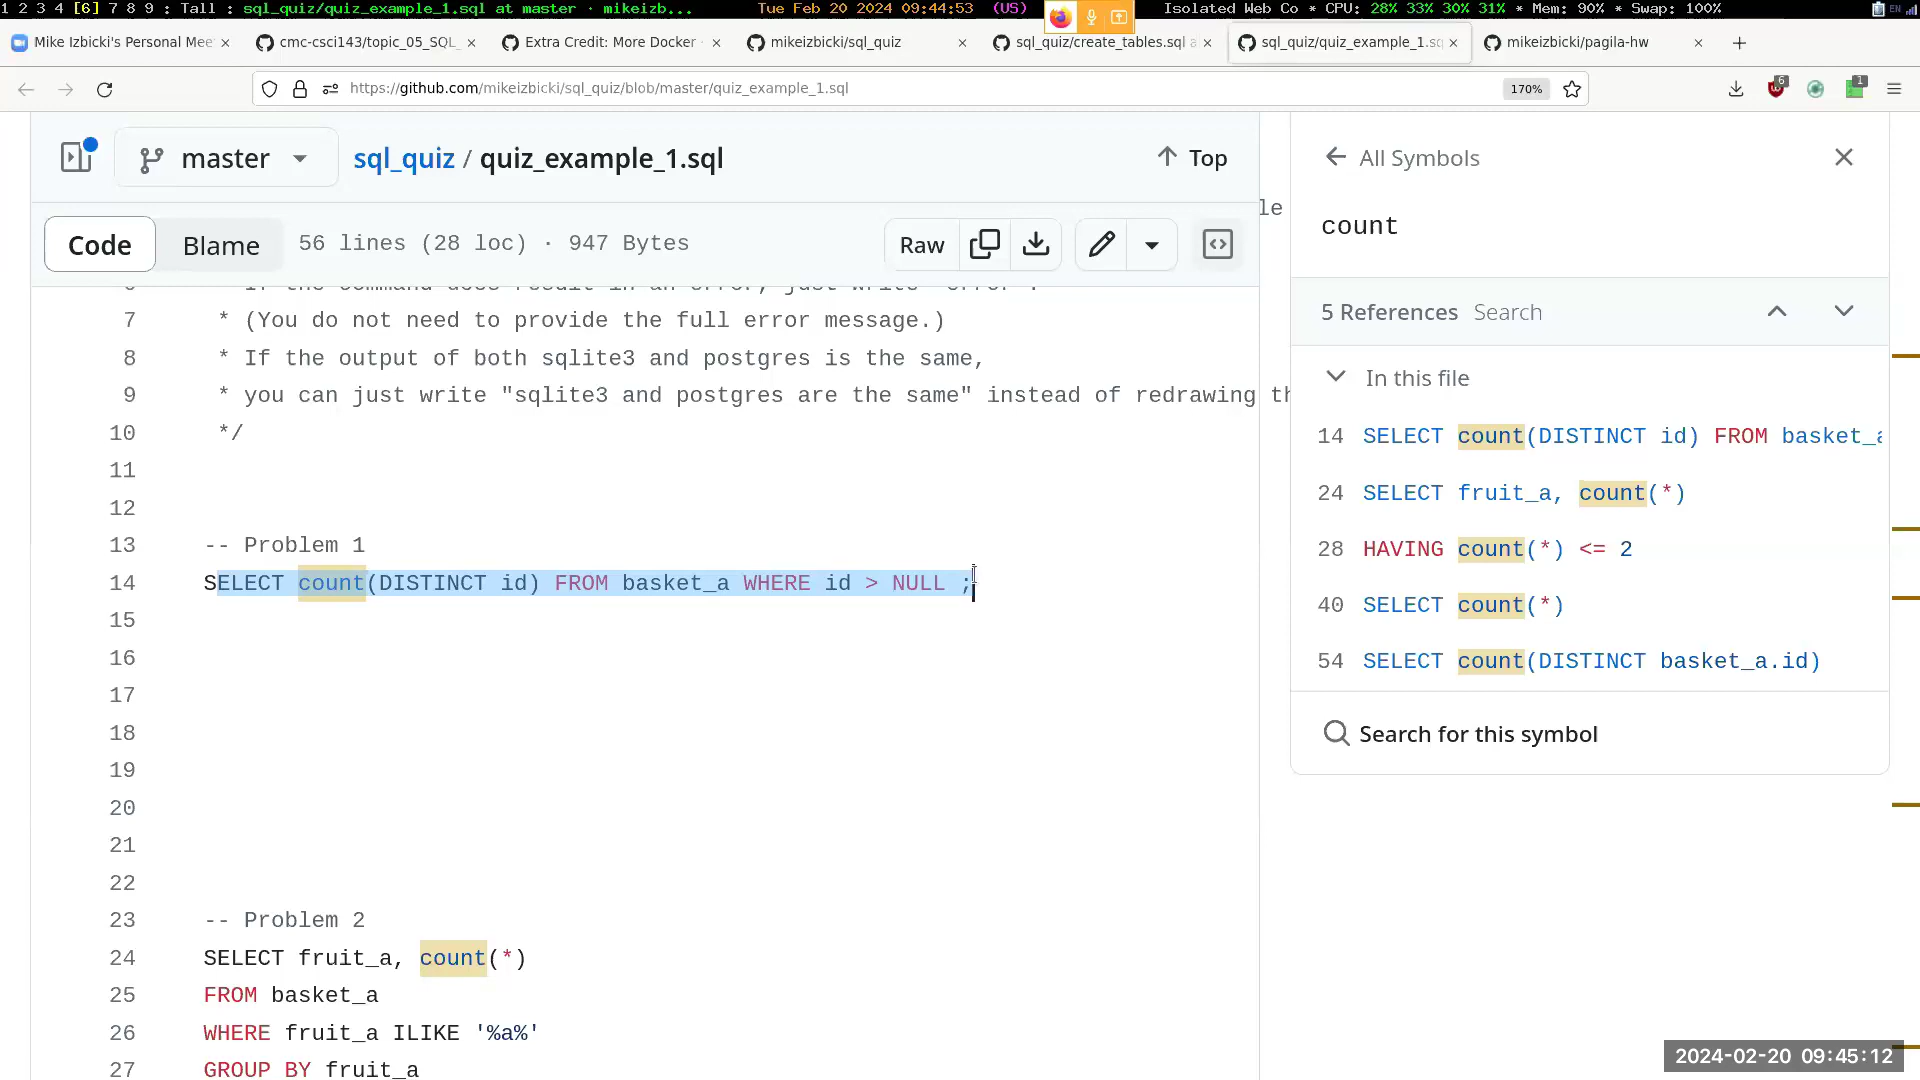 1 2 3 4 [6] 7 8 9 : Tall : sql_quiz/quiz_example_1.sql at master · mikeizb... Tue Feb 20 2024 09:44:53 (US) Isolated Web Co * CPU: 28% 33% 30% 31% * Mem: 90% * Swap: 100% EN
Mike Izbicki's Personal Mee cmc-csci143/topic_05_SQL_ Extra Credit: More Docker · mikeizbicki/sql_quiz sql_quiz/create_tables.sql a sql_quiz/quiz_example_1.sq mikeizbicki/pagila-hw
https://github.com/mikeizbicki/sql_quiz/blob/master/quiz_example_1.sql 170% 6 1
master sql_quiz / quiz_example_1.sql Top
Code Blame 56 lines (28 loc) · 947 Bytes Raw
le
7 * (You do not need to provide the full error message.)
8 * If the output of both sqlite3 and postgres is the same,
9 * you can just write "sqlite3 and postgres are the same" instead of redrawing th
10 */
11
12
13 -- Problem 1
14 SELECT count(DISTINCT id) FROM basket_a WHERE id > NULL ;
15
16
17
18
19
20
21
22
23 -- Problem 2
24 SELECT fruit_a, count(*)
25 FROM basket_a
26 WHERE fruit_a ILIKE '%a%'
27 GROUP BY fruit_a
All Symbols
count
5 References Search
In this file
14 SELECT count(DISTINCT id) FROM basket_a
24 SELECT fruit_a, count(*)
28 HAVING count(*) <= 2
40 SELECT count(*)
54 SELECT count(DISTINCT basket_a.id)
Search for this symbol
2024-02-20 09:45:12